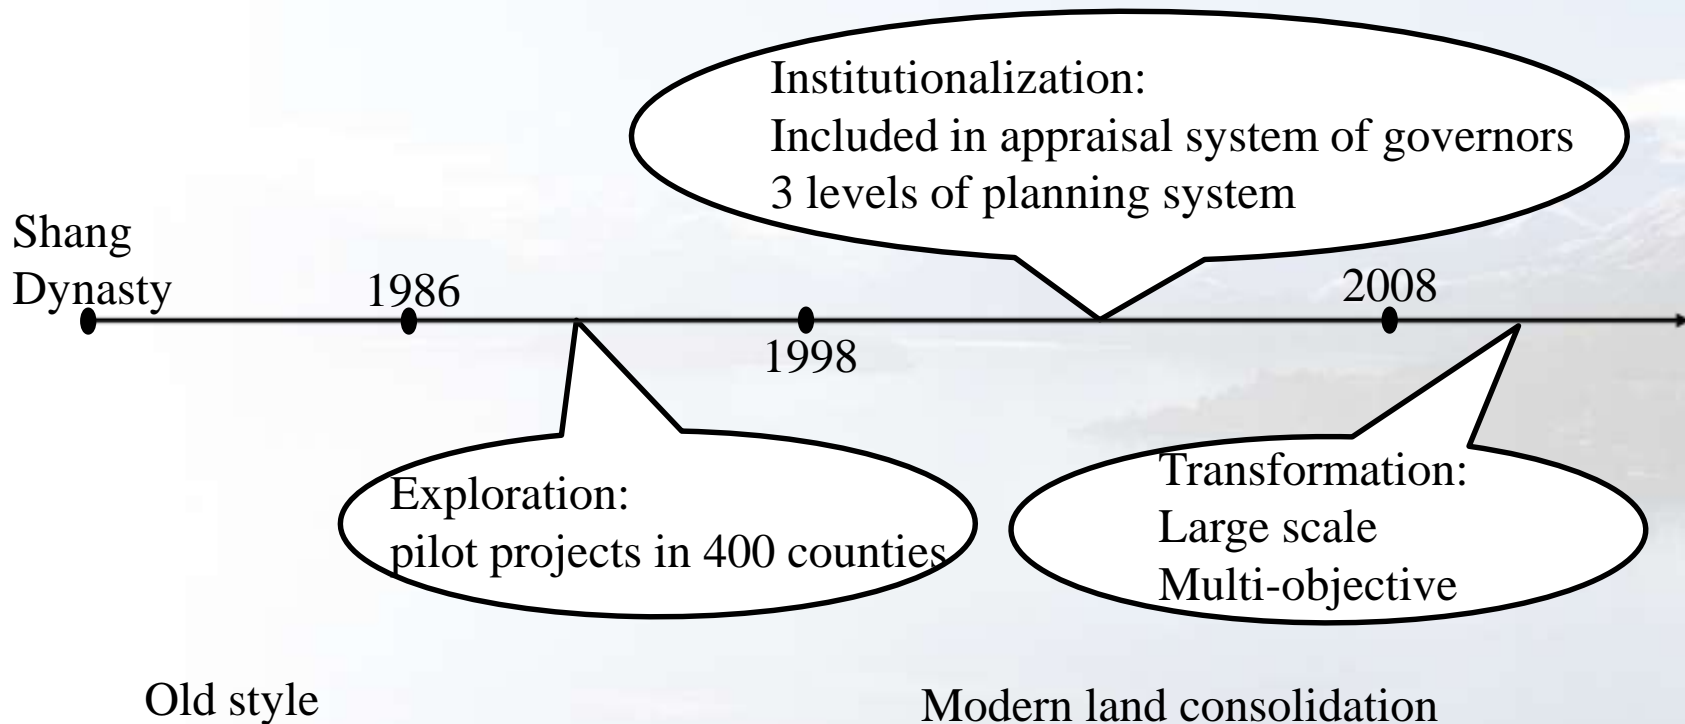 Institutionalization:
Included in appraisal system of governors
3 levels of planning system
Shang
Dynasty
1986
2008
1998
Exploration:
pilot projects in 400 counties
Transformation:
Large scale
Multi-objective
Old style
Modern land consolidation